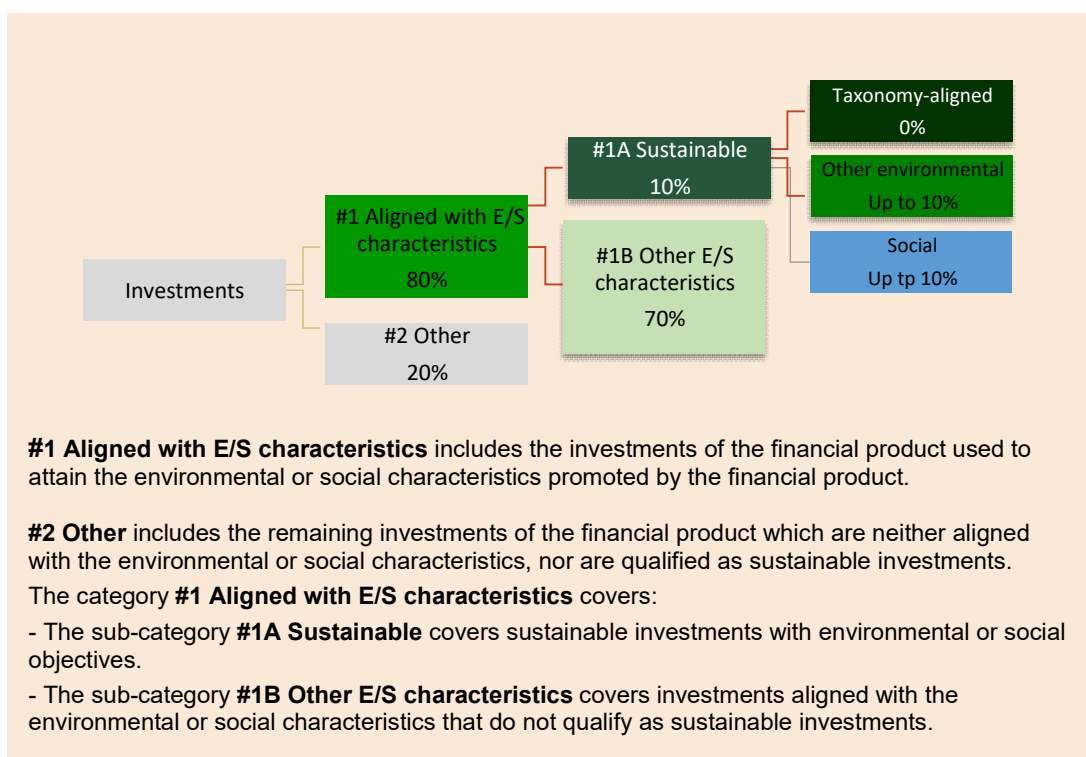 Investments
#1 Aligned with E/S
characteristics
80%
#2 Other
20%
#1A Sustainable
10%
#1B Other E/S
characteristics
70%
Taxonomy-aligned
0%
Other environmental
Up to 10%
Social
Up tp 10%
#1 Aligned with E/S characteristics includes the investments of the financial product used to
attain the environmental or social characteristics promoted by the financial product.
#2 Other includes the remaining investments of the financial product which are neither aligned
with the environmental or social characteristics, nor are qualified as sustainable investments.
The category #1 Aligned with E/S characteristics covers:
- The sub-category #1A Sustainable covers sustainable investments with environmental or social
objectives.
- The sub-category #1B Other E/S characteristics covers investments aligned with the
environmental or social characteristics that do not qualify as sustainable investments.